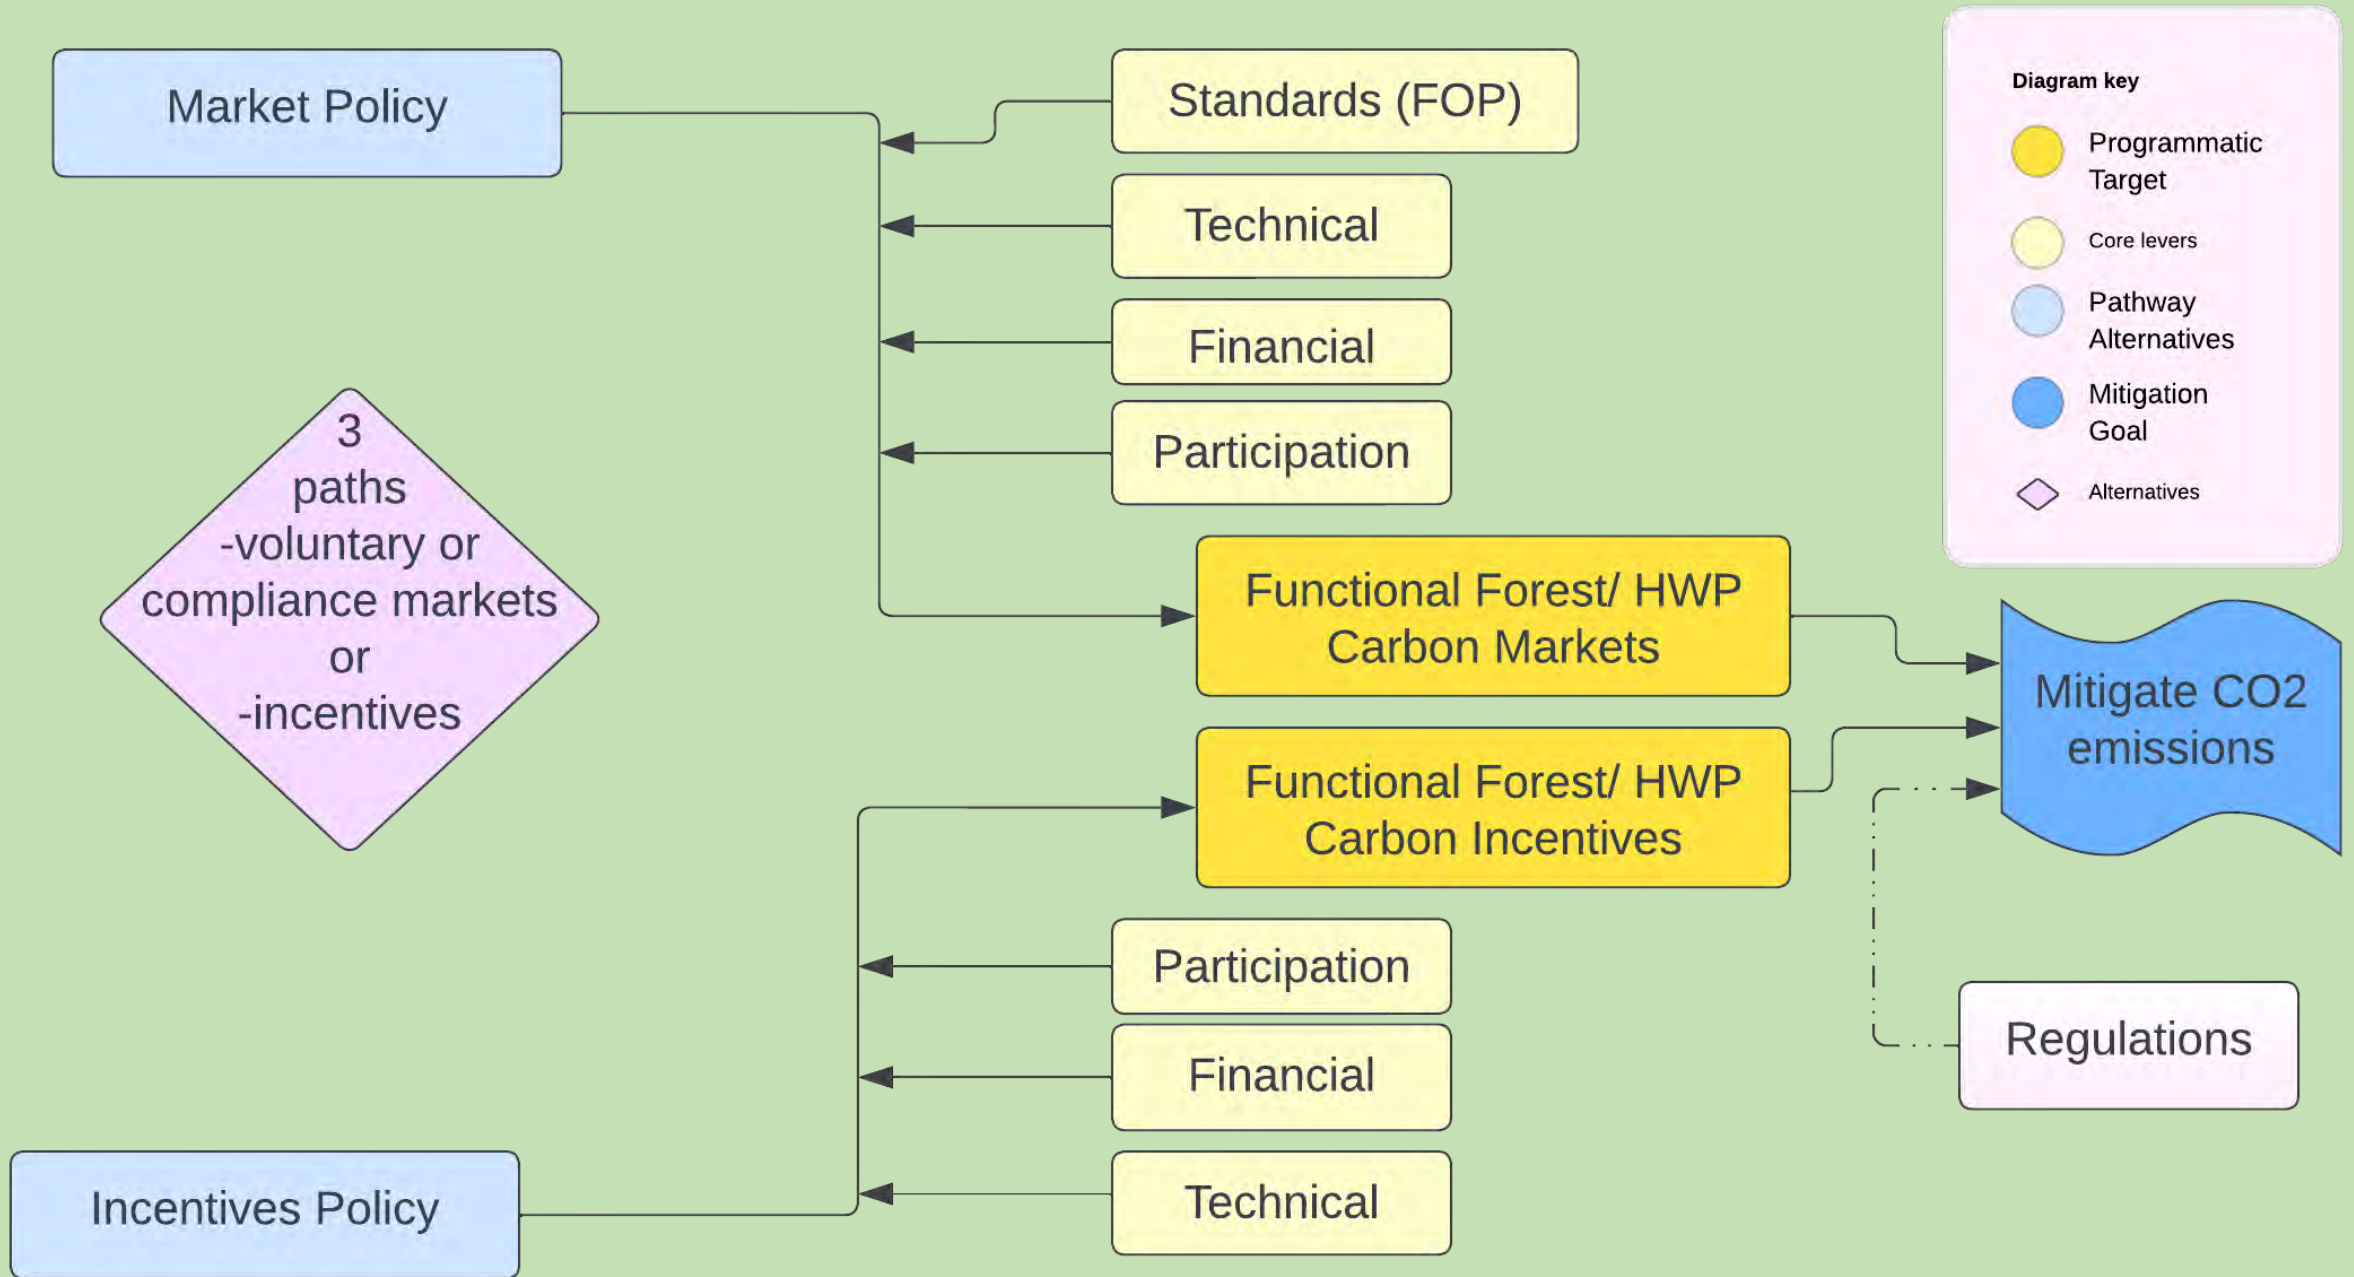 Market Policy
Standards (FOP)
Technical
Financial
Participation
3
paths
-voluntary or
compliance markets
or
-incentives
Functional Forest/ HWP
Carbon Markets
Functional Forest/ HWP
Carbon Incentives
Participation
Financial
Technical
Incentives Policy
Diagram key
Programmatic
Target
Core levers
Pathway
Alternatives
Mitigation
Goal
Alternatives
Mitigate CO2
emissions
Regulations